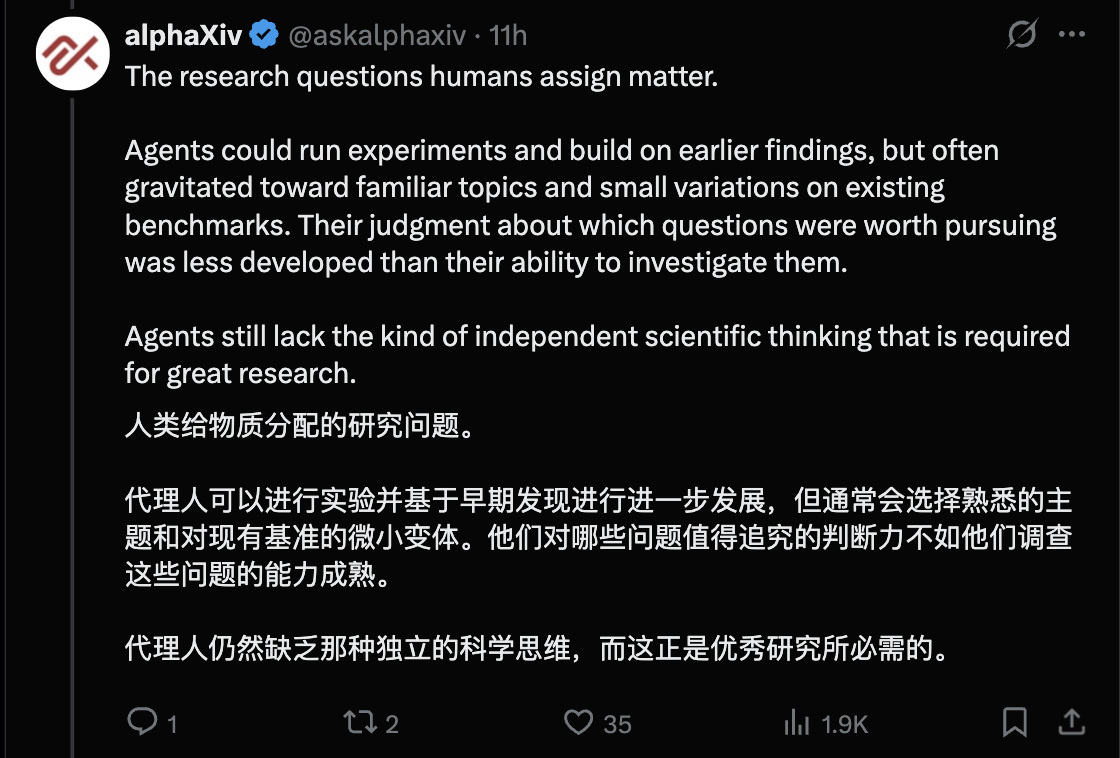 alphaXiv @askalphaxiv · 11h
The research questions humans assign matter.
Agents could run experiments and build on earlier findings, but often
gravitated toward familiar topics and small variations on existing
benchmarks. Their judgment about which questions were worth pursuing
was less developed than their ability to investigate them.
Agents still lack the kind of independent scientific thinking that is required
for great research.
人类给物质分配的研究问题。
代理人可以进行实验并基于早期发现进行进一步发展，但通常会选择熟悉的主
题和对现有基准的微小变体。他们对哪些问题值得追究的判断力不如他们调查
这些问题的能力成熟。
代理人仍然缺乏那种独立的科学思维，而这正是优秀研究所必需的。
1 2 35 1.9K